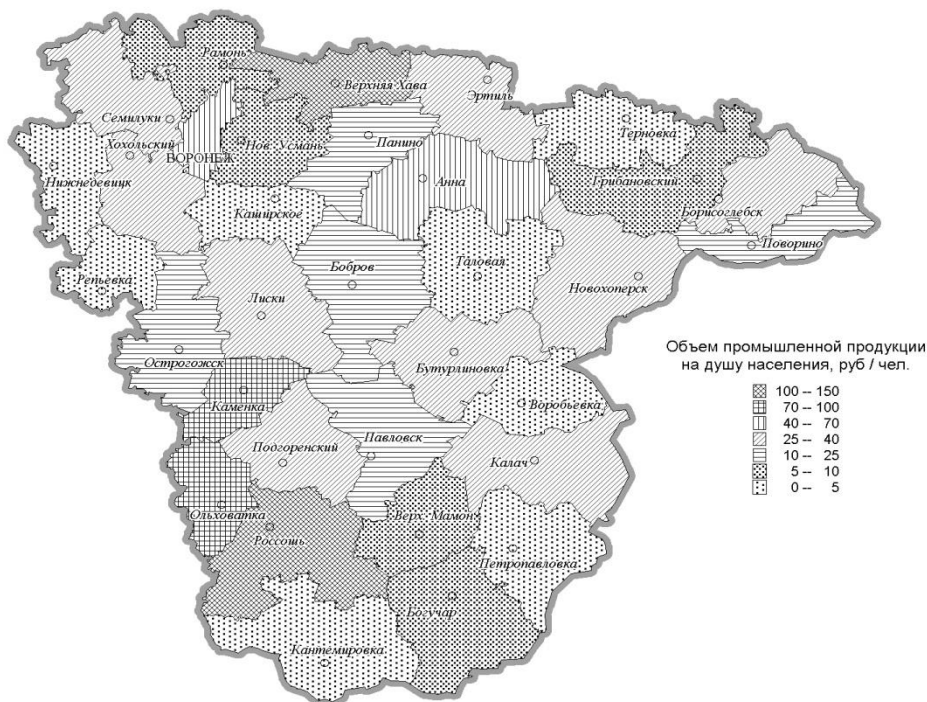 Рамонь
Верхняя Хава
Эртиль
Семилуки
Терновка
Нов. Усмань
Панино
Хохольский
ВОРОНЕЖ
Анна
Грибановский
Нижнедевицк
Каширское
Борисоглебск
Поворино
Бобров
Таловая
Репьевка
Новохоперск
Лиски
Острогожск
Бутурлиновка
Каменка
Воробьевка
Подгоренский
Павловск
Калач
Ольховатка
Верх. Мамон
Россошь
Петропавловка
Богучар
Кантемировка
Объем промышленной продукции
на душу населения, руб / чел.
100 -- 150
70 -- 100
40 -- 70
25 -- 40
10 -- 25
5 -- 10
0 -- 5